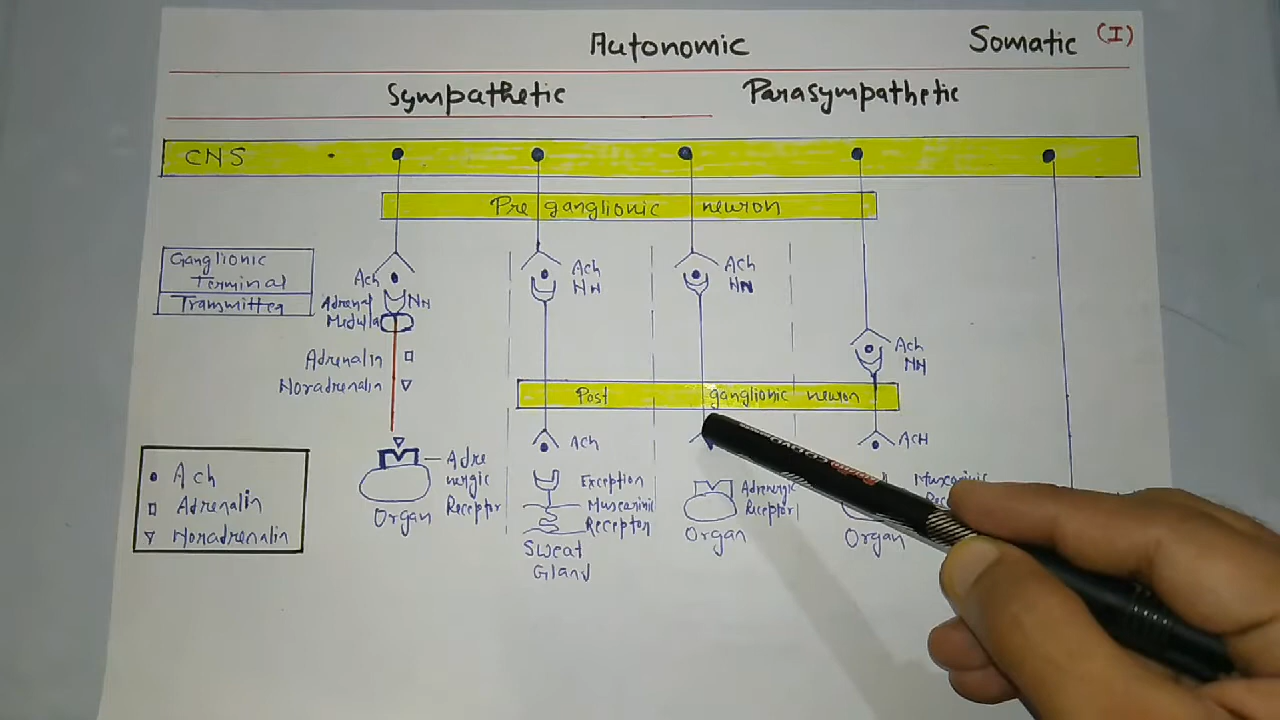 Autonomic
Somatic (I)
Sympathetic
Parasympathetic
CNS
Pre ganglionic neuron
Ganglionic
Terminal
Transmitter
Ach
Adrenal
Medulla
NN
Adrenalin
Noradrenalin
Adre
nergic
Receptor
Organ
Ach
NN
Ach
NN
Ach
NN
Post ganglionic neuron
Ach
Exception
Muscarinic
Receptor
Sweat
Gland
Adrenergic
Receptor
Organ
AcH
Muscarinic
Organ
Ach
Adrenalin
Noradrenalin